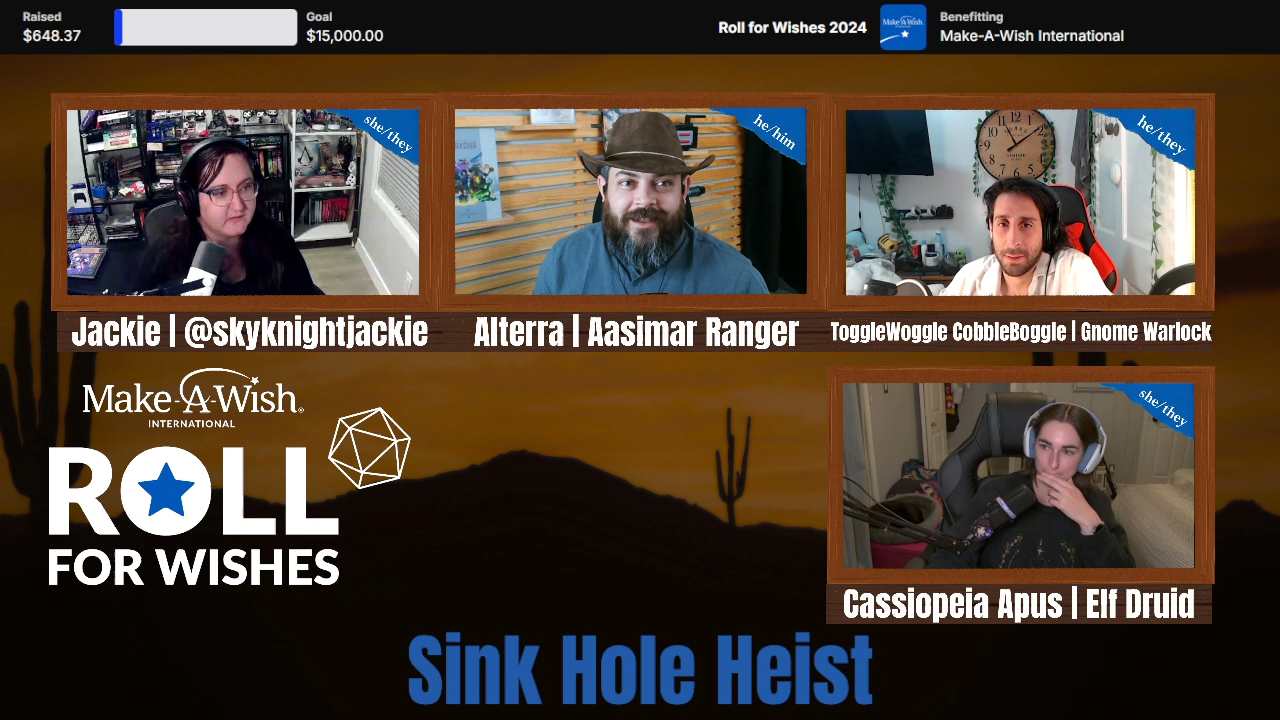 Raised
$648.37
Goal
$15,000.00
Roll for Wishes 2024
Make-A-Wish
Benefitting
Make-A-Wish International
she/they
he/him
he/they
Jackie | @skyknightjackie
Alterra | Aasimar Ranger
ToggleWoggle CobbleBoggle | Gnome Warlock
Make-A-Wish®
INTERNATIONAL
ROLL
FOR WISHES
she/they
Cassiopeia Apus | Elf Druid
Sink Hole Heist